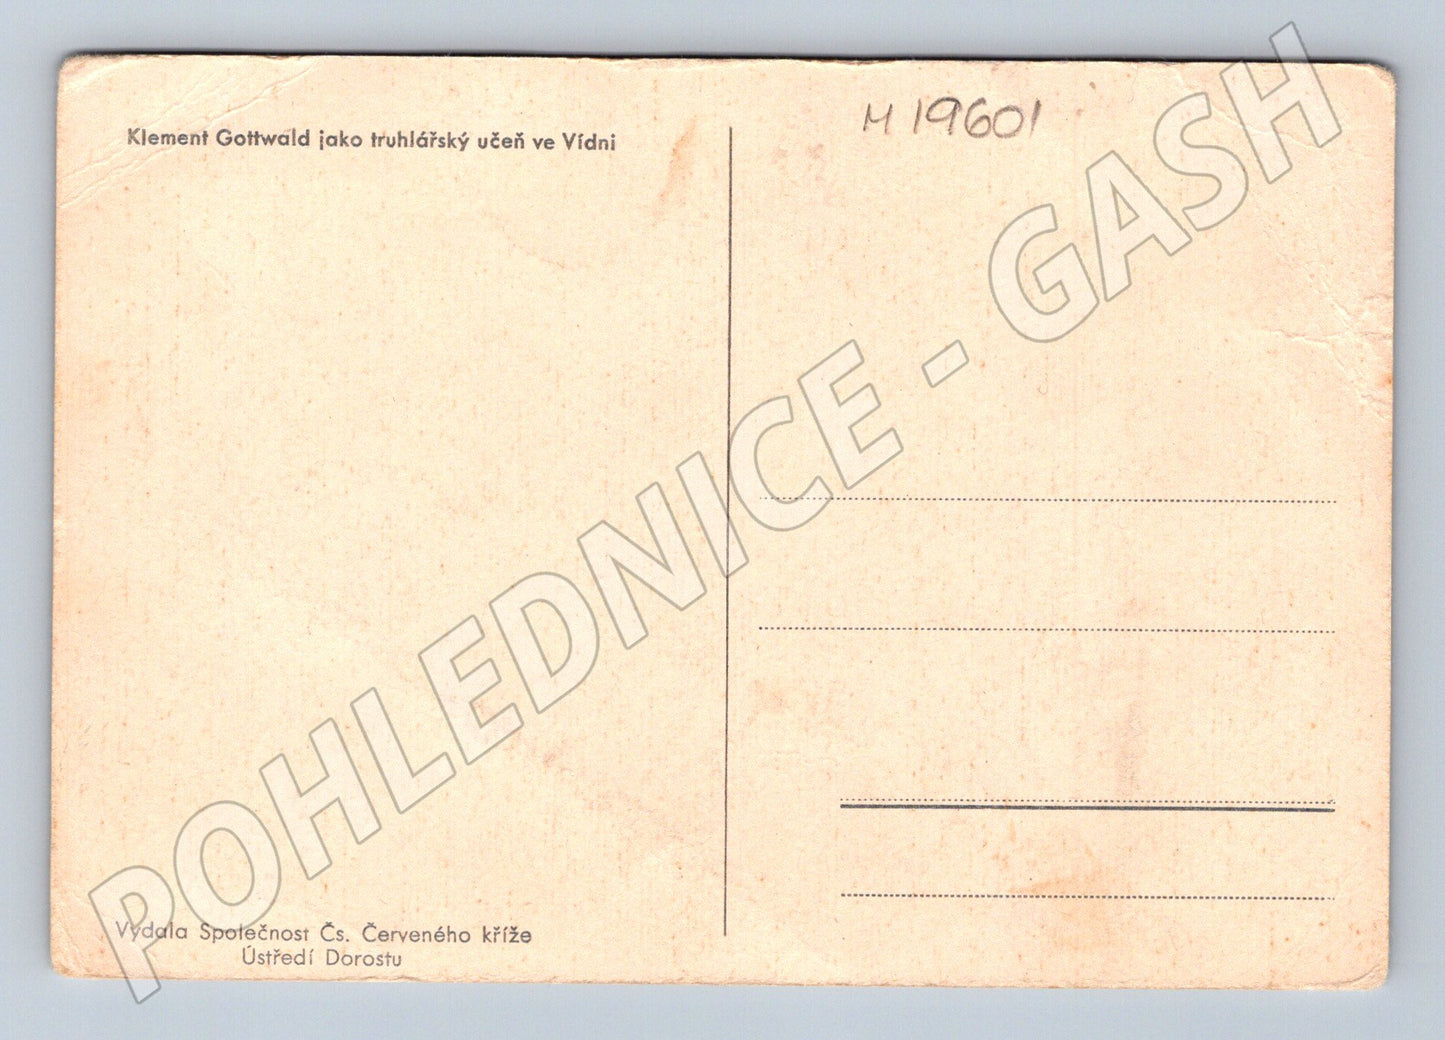 Klement Gottwald jako truhlářský učeň ve Vídni
M 19601
POHLEDNICE - GASH
Vydala Společnost Čs. Červeného kříže
Ústředí Dorostu